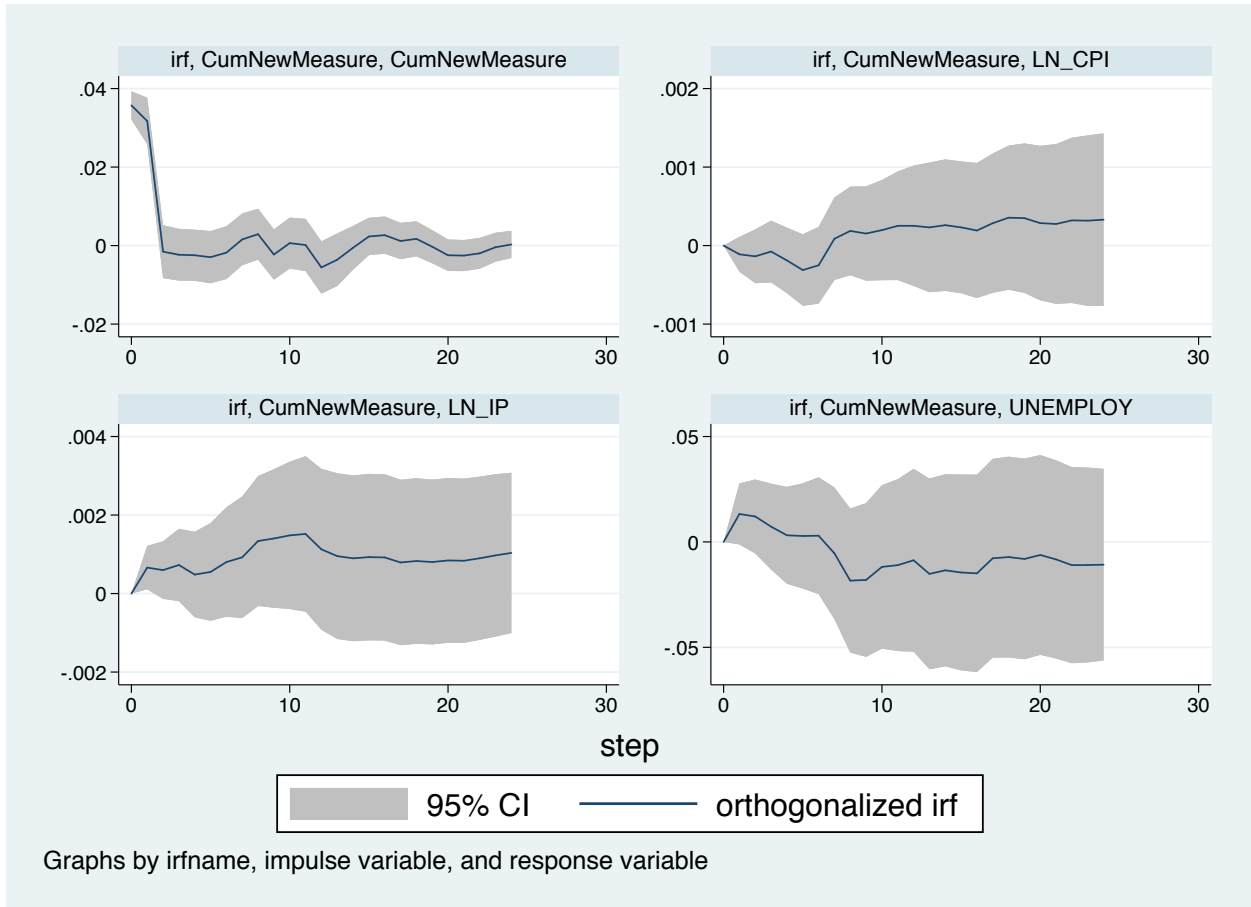 irf, CumNewMeasure, CumNewMeasure
.04
.02
0
-.02
0 10 20 30
irf, CumNewMeasure, LN_CPI
.002
.001
0
-.001
0 10 20 30
irf, CumNewMeasure, LN_IP
.004
.002
0
-.002
0 10 20 30
irf, CumNewMeasure, UNEMPLOY
.05
0
-.05
0 10 20 30
step
95% CI orthogonalized irf
Graphs by irfname, impulse variable, and response variable